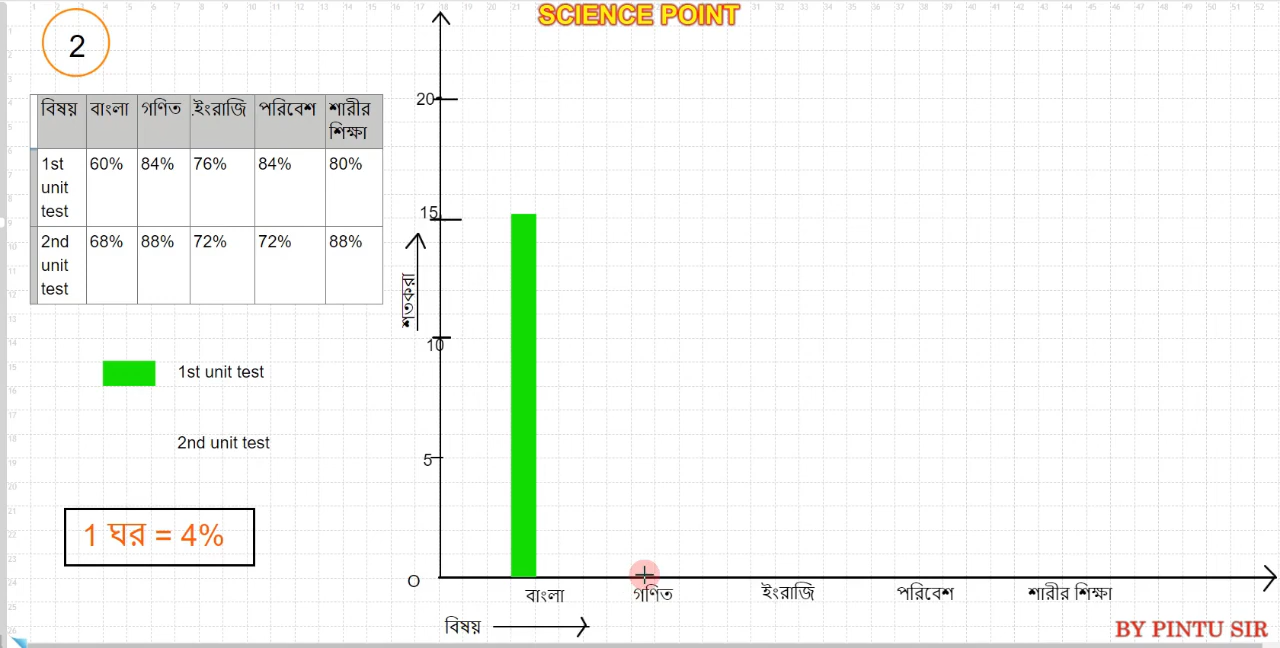 SCIENCE POINT
2
বিষয় বাংলা গণিত .ইংরাজি পরিবেশ শারীর
শিক্ষা
1st 60% 84% 76% 84% 80%
unit
test
2nd 68% 88% 72% 72% 88%
unit
test
1st unit test
2nd unit test
1 ঘর = 4%
20
15
শতকরা
10
5
O
বাংলা গণিত ইংরাজি পরিবেশ শারীর শিক্ষা
বিষয়
BY PINTU SIR